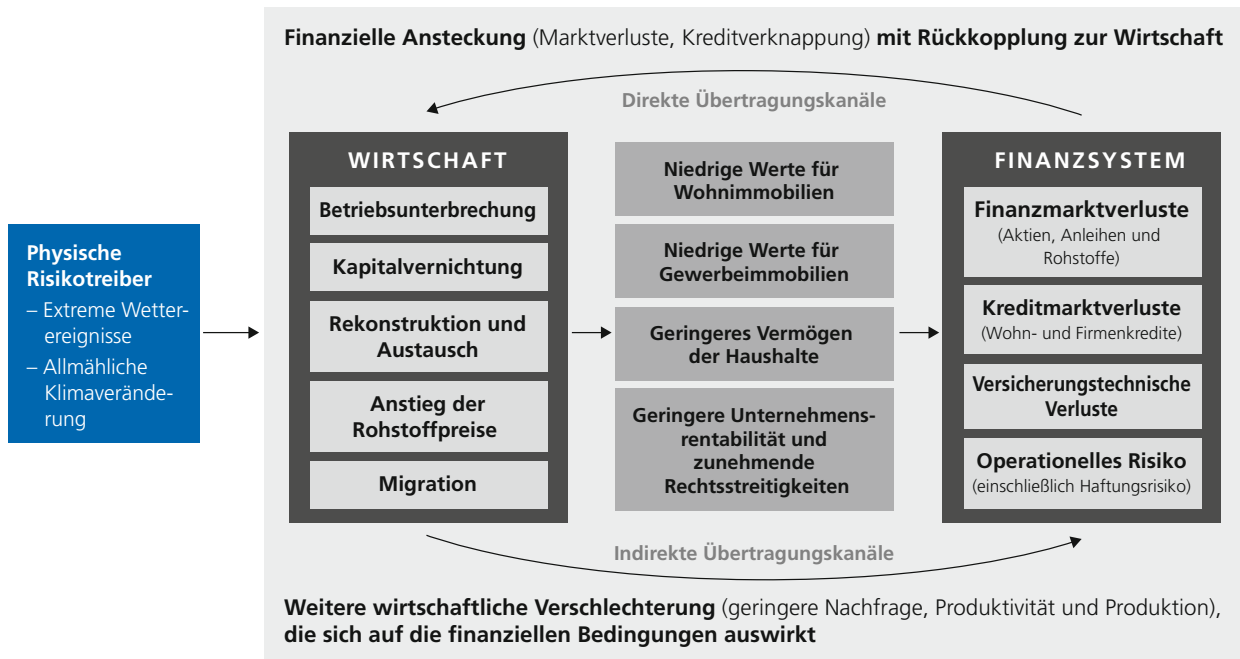 Finanzielle Ansteckung (Marktverluste, Kreditverknappung) mit Rückkopplung zur Wirtschaft
Direkte Übertragungskanäle
Physische
Risikotreiber
– Extreme Wetter-
ereignisse
– Allmähliche
Klimaverände-
rung
WIRTSCHAFT
Betriebsunterbrechung
Kapitalvernichtung
Rekonstruktion und
Austausch
Anstieg der
Rohstoffpreise
Migration
Niedrige Werte für
Wohnimmobilien
Niedrige Werte für
Gewerbeimmobilien
Geringeres Vermögen
der Haushalte
Geringere Unternehmens-
rentabilität und
zunehmende
Rechtsstreitigkeiten
FINANZSYSTEM
Finanzmarktverluste
(Aktien, Anleihen und
Rohstoffe)
Kreditmarktverluste
(Wohn- und Firmenkredite)
Versicherungstechnische
Verluste
Operationelles Risiko
(einschließlich Haftungsrisiko)
Indirekte Übertragungskanäle
Weitere wirtschaftliche Verschlechterung (geringere Nachfrage, Produktivität und Produktion),
die sich auf die finanziellen Bedingungen auswirkt